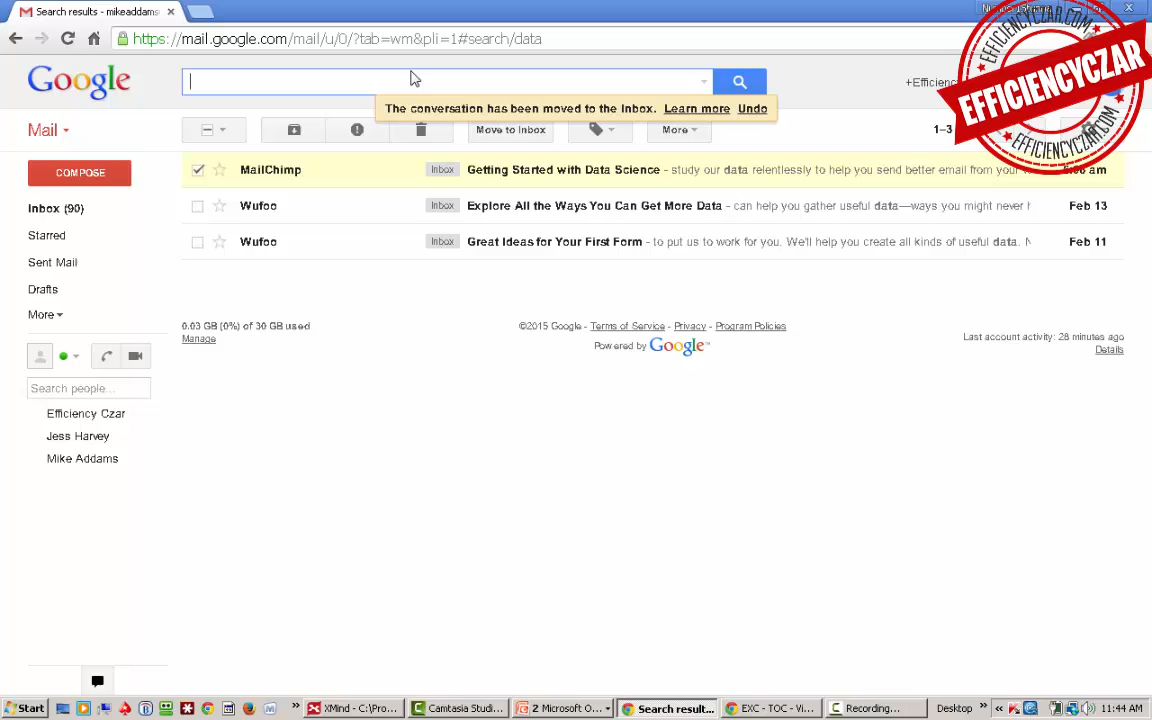 Search results - mikeaddams
https://mail.google.com/mail/u/0/?tab=wm&pli=1#search/data
EFFICIENCYCZAR.COM
EFFICIENCYCZAR
EFFICIENCYCZAR.COM
Google
+Efficien
The conversation has been moved to the Inbox. Learn more Undo
Mail
Move to Inbox
More
1–3
COMPOSE
MailChimp Inbox Getting Started with Data Science - study our data relentlessly to help you send better email from your am
Inbox (90)
Wufoo Inbox Explore All the Ways You Can Get More Data - can help you gather useful data—ways you might never h Feb 13
Starred
Wufoo Inbox Great Ideas for Your First Form - to put us to work for you. We'll help you create all kinds of useful data. N Feb 11
Sent Mail
Drafts
More
0.03 GB (0%) of 30 GB used
Manage
©2015 Google - Terms of Service - Privacy - Program Policies
Powered by Google™
Last account activity: 28 minutes ago
Details
Search people...
Efficiency Czar
Jess Harvey
Mike Addams
Start
XMind - C:\Pro...
Camtasia Studi...
2 Microsoft O...
Search result...
EXC - TOC - Vi...
Recording...
Desktop
11:44 AM